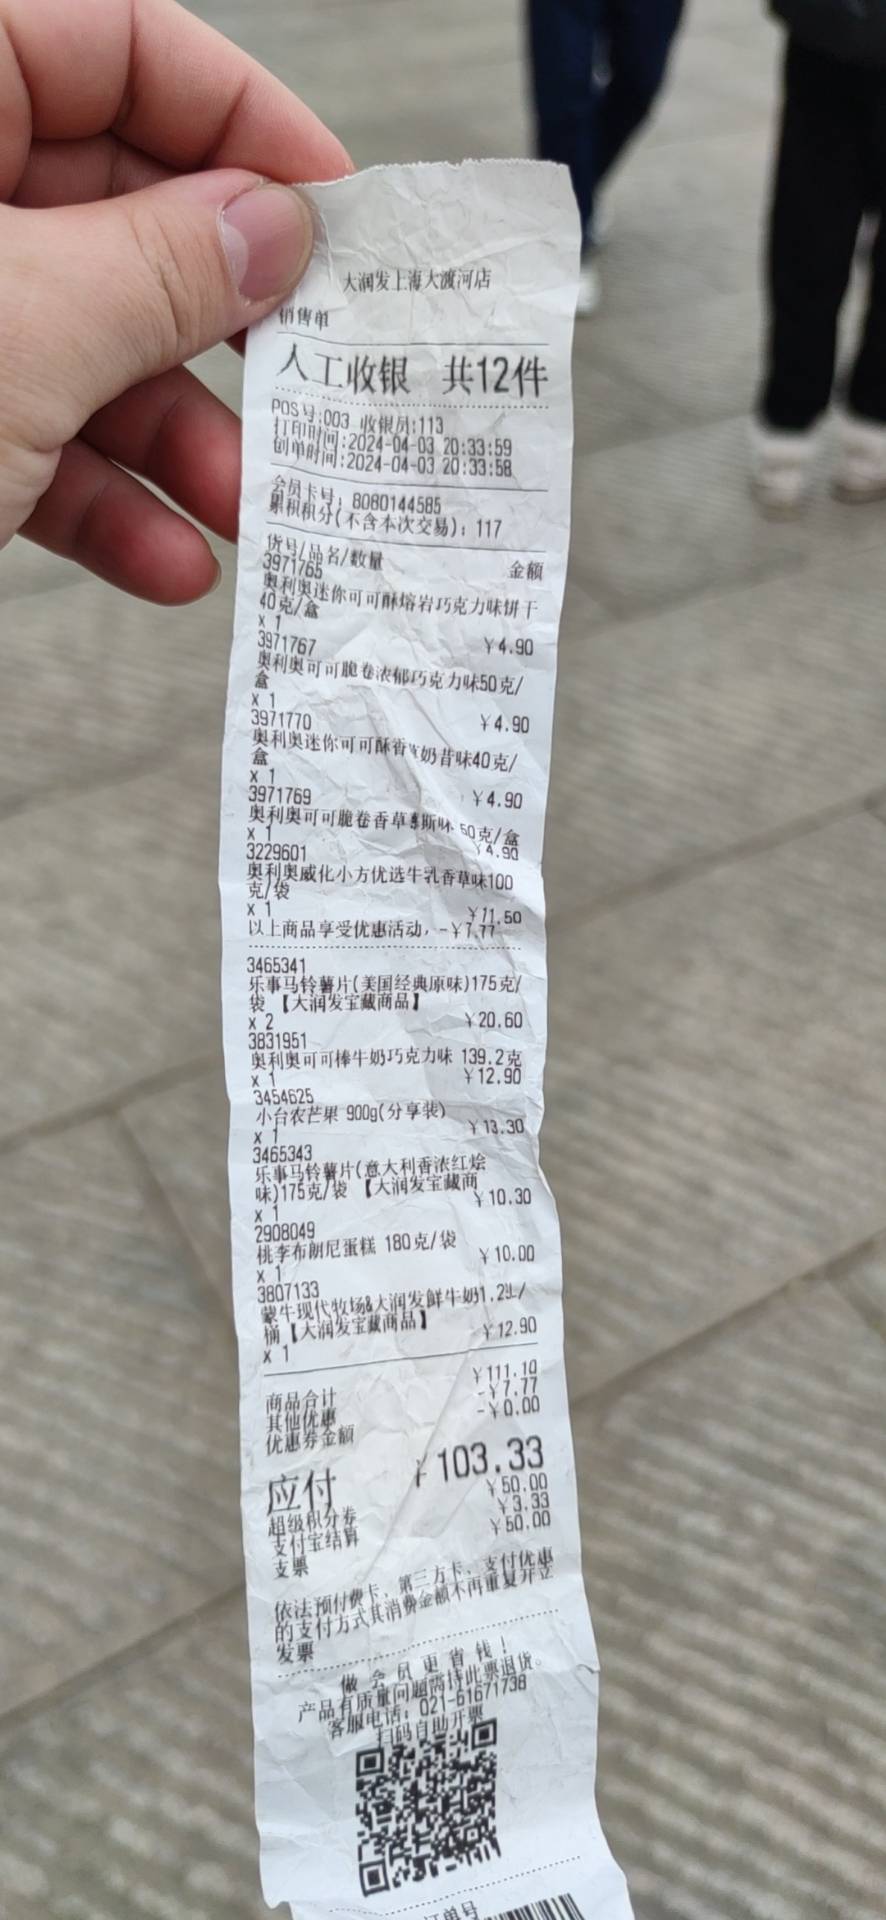 大润发上海大渡河店
销售单
人工收银 共12件
POS号:003 收银员:113
打印时间:2024-04-03 20:33:59
创单时间:2024-04-03 20:33:58
会员卡号: 8080144585
累积积分(不含本次交易): 117
货号/品名/数量 金额
3971765
奥利奥迷你可可酥熔岩巧克力味饼干
40克/盒
x 1 ￥4.90
3971767
奥利奥可可脆卷浓郁巧克力味50克/
盒
x 1 ￥4.90
3971770
奥利奥迷你可可酥香草奶昔味40克/
盒
x 1 ￥4.90
3971769
奥利奥可可脆卷香草慕斯味 50克/盒
x 1 ￥4.90
3229601
奥利奥威化小方优选牛乳香草味100
克/袋
x 1 ￥11.50
以上商品享受优惠活动, -￥7.77
3465341
乐事马铃薯片(美国经典原味)175克/
袋 【大润发宝藏商品】
x 2 ￥20.60
3831951
奥利奥可可棒牛奶巧克力味 139.2克
x 1 ￥12.90
3454625
小台农芒果 900g(分享装)
x 1 ￥13.30
3465343
乐事马铃薯片(意大利香浓红烩
味)175克/袋 【大润发宝藏商
x 1 ￥10.30
2908049
桃李布朗尼蛋糕 180克/袋
x 1 ￥10.00
3807133
蒙牛现代牧场&大润发鲜牛奶1.2L/
桶【大润发宝藏商品】
x 1 ￥12.90
商品合计 ￥111.10
其他优惠 -￥7.77
优惠券金额 -￥0.00
应付 ￥103.33
超级积分券 ￥50.00
支付宝结算 ￥3.33
支票 ￥50.00
依法预付费卡、第三方卡、支付优惠
的支付方式其消费金额不再重复开立
发票
做 会 员 更 省 钱 !
产品有质量问题需持此票退货。
客服电话: 021-61671738
扫码自助开票
订单号